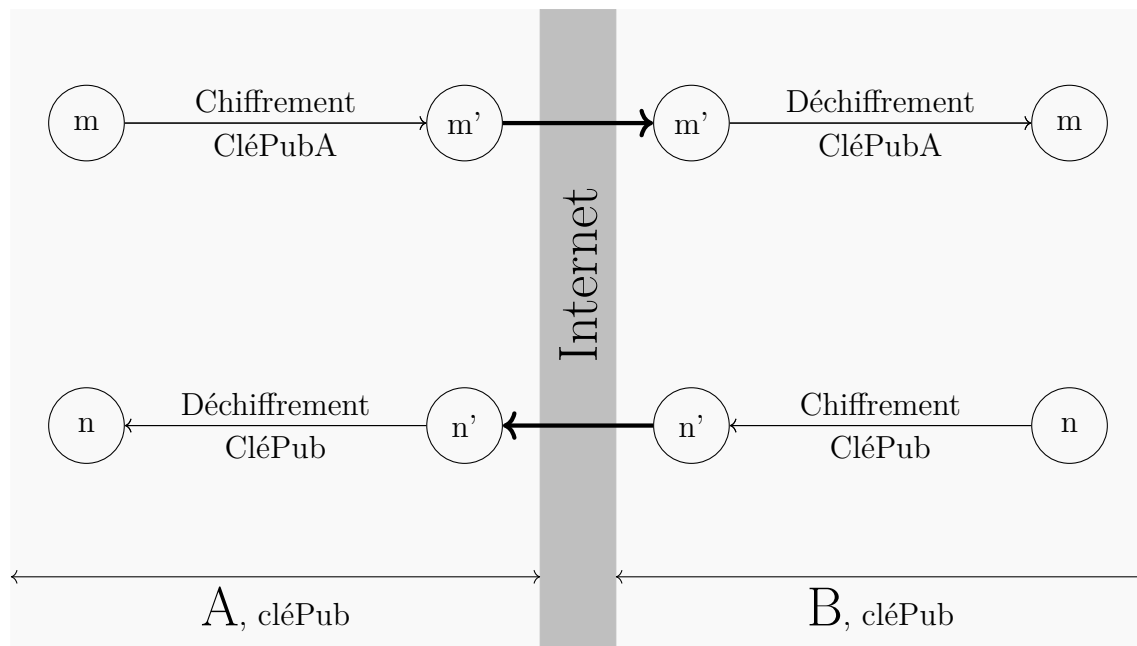 Chiffrement
Déchiffrement
m
m'
m'
m
CléPubA
CléPubA
Internet
Déchiffrement
Chiffrement
n
n'
n'
n
CléPub
CléPub
A, cléPub
B, cléPub